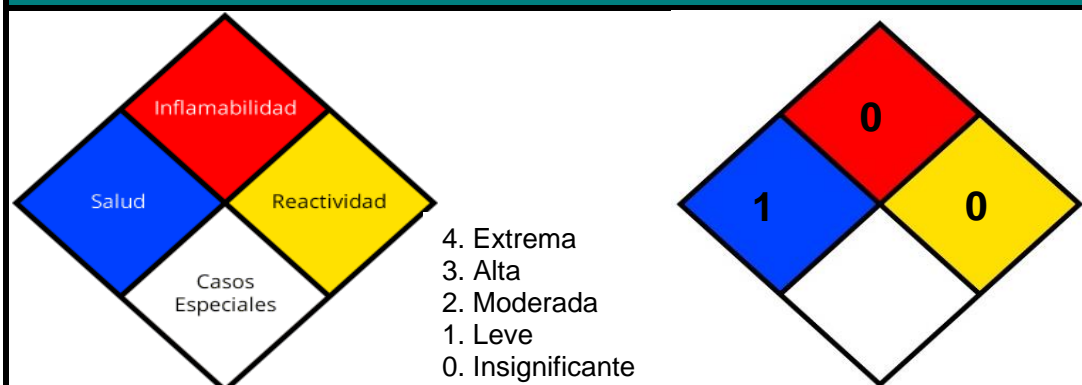 Inflamabilidad
Salud
Reactividad
Casos
Especiales
4. Extrema
3. Alta
2. Moderada
1. Leve
0. Insignificante
0
1
0